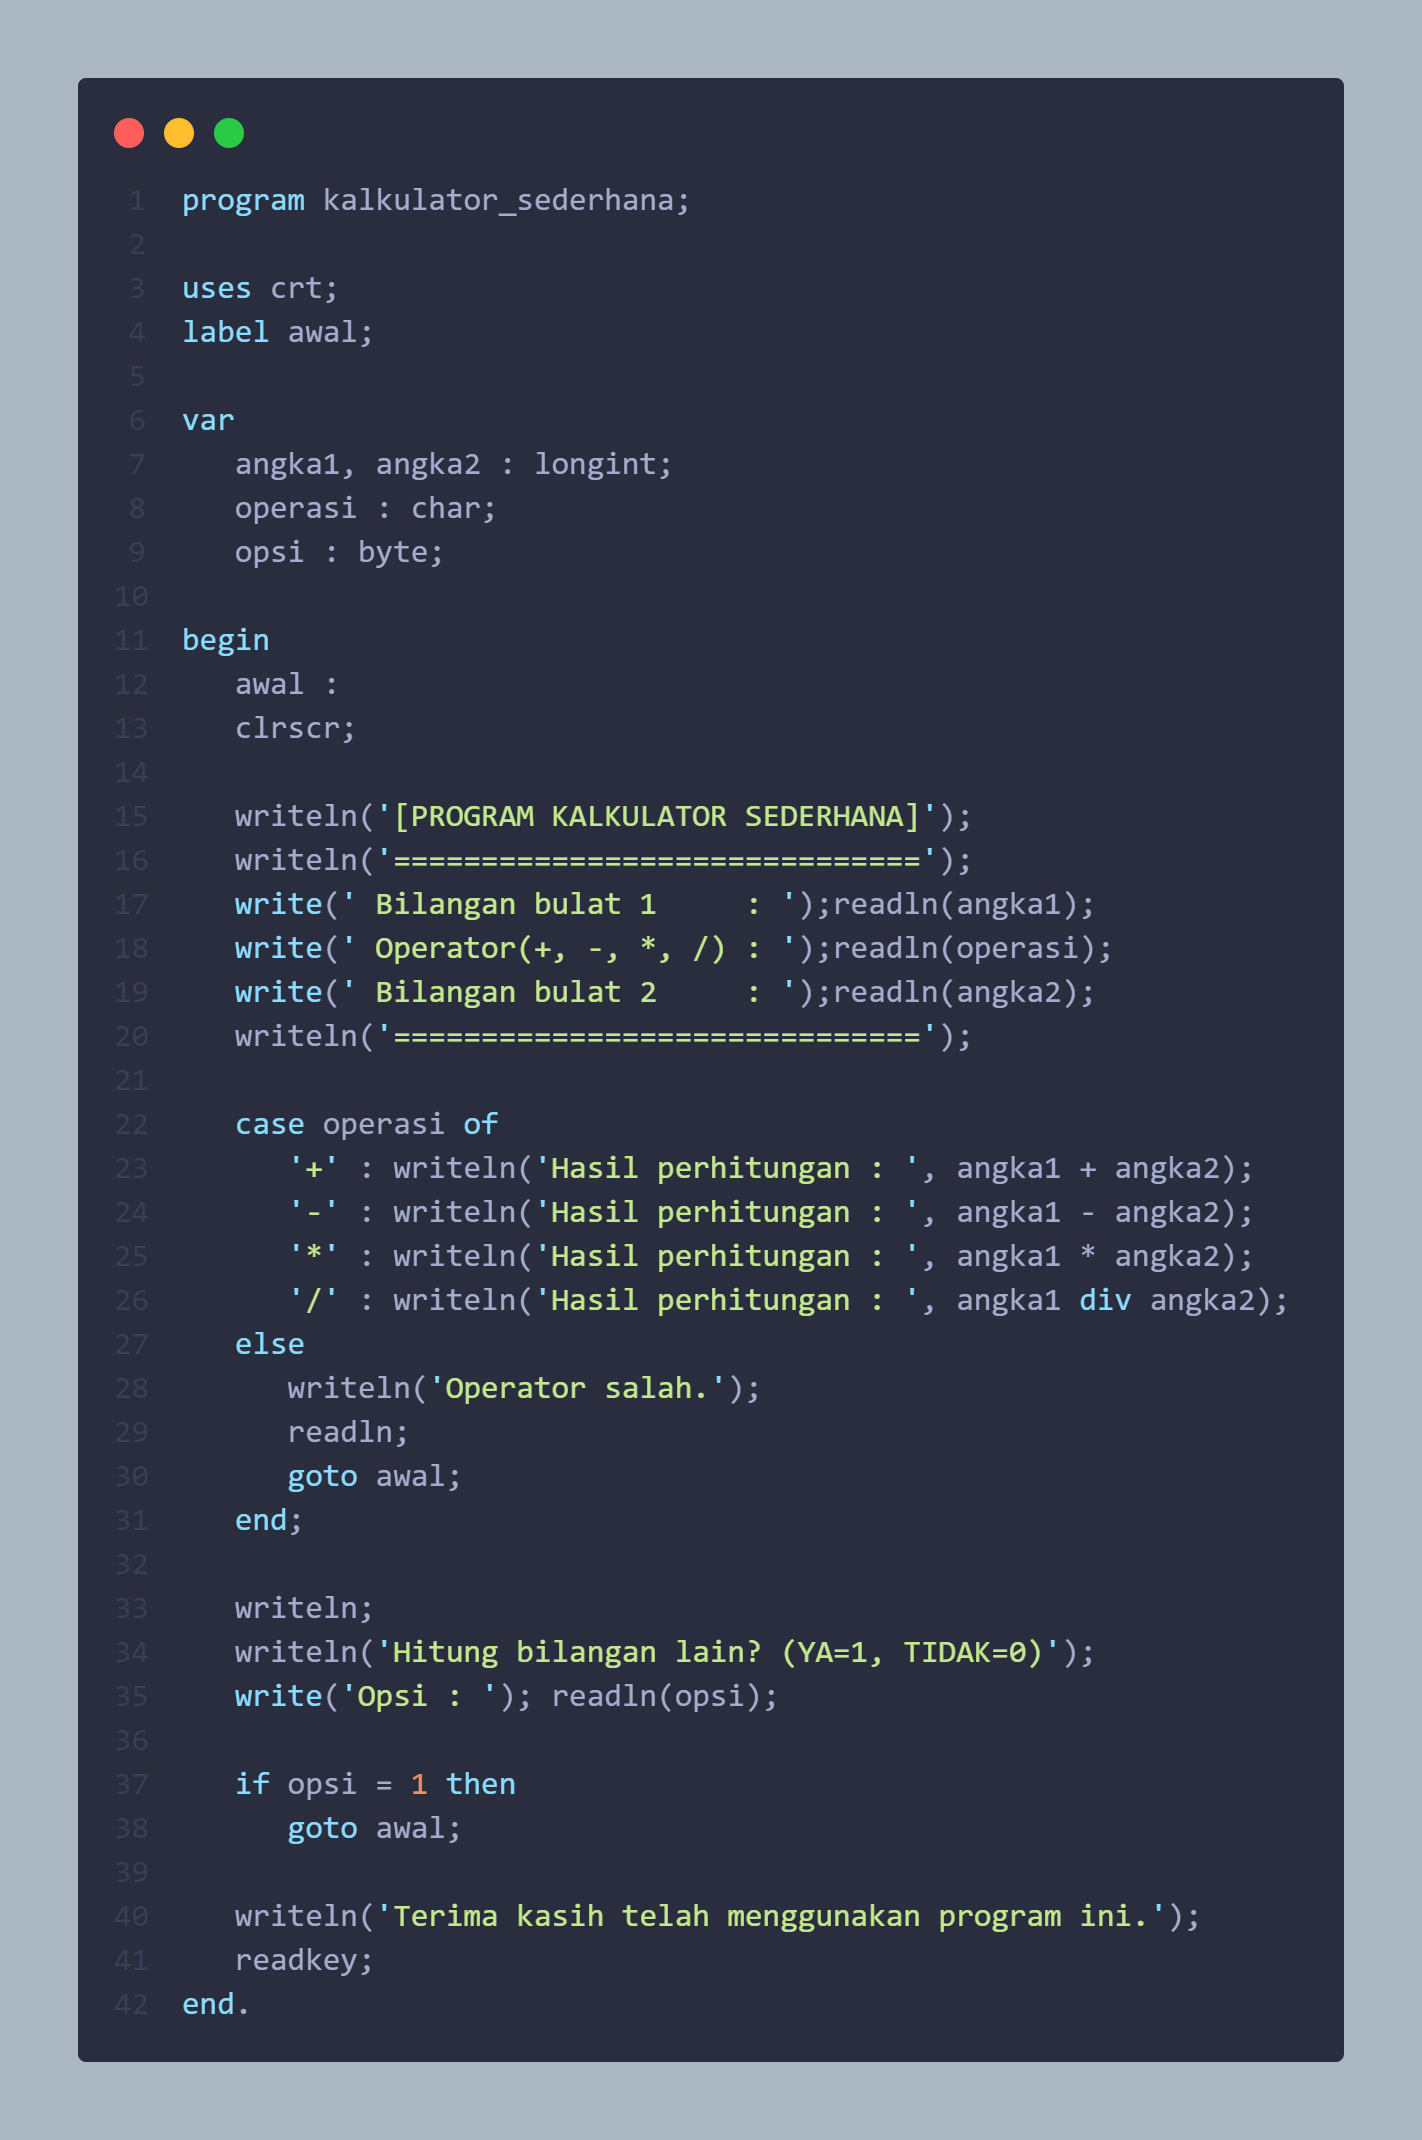 1 program kalkulator_sederhana;
2
3 uses crt;
4 label awal;
5
6 var
7    angka1, angka2 : longint;
8    operasi : char;
9    opsi : byte;
10
11 begin
12    awal :
13    clrscr;
14
15    writeln('[PROGRAM KALKULATOR SEDERHANA]');
16    writeln('==============================');
17    write(' Bilangan bulat 1     : ');readln(angka1);
18    write(' Operator(+, -, *, /) : ');readln(operasi);
19    write(' Bilangan bulat 2     : ');readln(angka2);
20    writeln('==============================');
21
22    case operasi of
23       '+' : writeln('Hasil perhitungan : ', angka1 + angka2);
24       '-' : writeln('Hasil perhitungan : ', angka1 - angka2);
25       '*' : writeln('Hasil perhitungan : ', angka1 * angka2);
26       '/' : writeln('Hasil perhitungan : ', angka1 div angka2);
27    else
28       writeln('Operator salah.');
29       readln;
30       goto awal;
31    end;
32
33    writeln;
34    writeln('Hitung bilangan lain? (YA=1, TIDAK=0)');
35    write('Opsi : '); readln(opsi);
36
37    if opsi = 1 then
38       goto awal;
39
40    writeln('Terima kasih telah menggunakan program ini.');
41    readkey;
42 end.